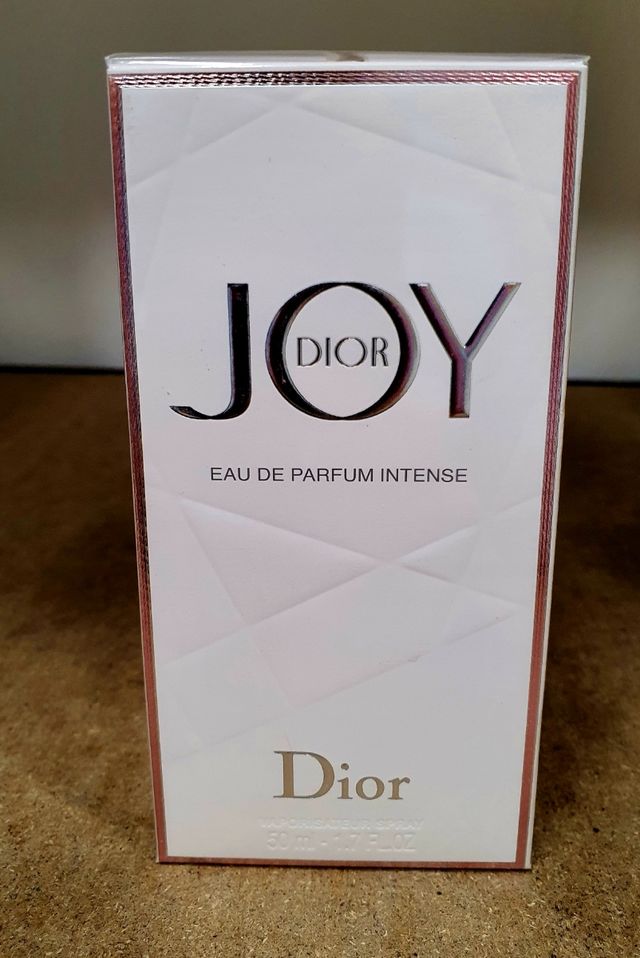 JOY
DIOR
EAU DE PARFUM INTENSE
Dior
VAPORISATEUR SPRAY
50 ml - 1.7 FL.OZ